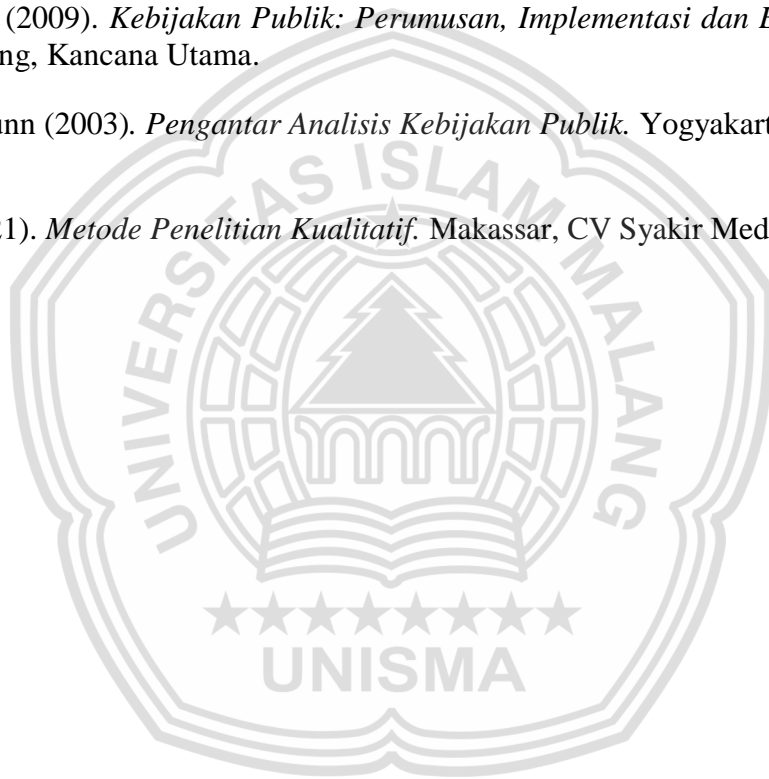 (2009). Kebijakan Publik: Perumusan, Implementasi dan
ng, Kancana Utama.
unn (2003). Pengantar Analisis Kebijakan Publik. Yogyakart
21). Metode Penelitian Kualitatif. Makassar, CV Syakir Med
UNIVERSITAS ISLAM MALANG
UNISMA